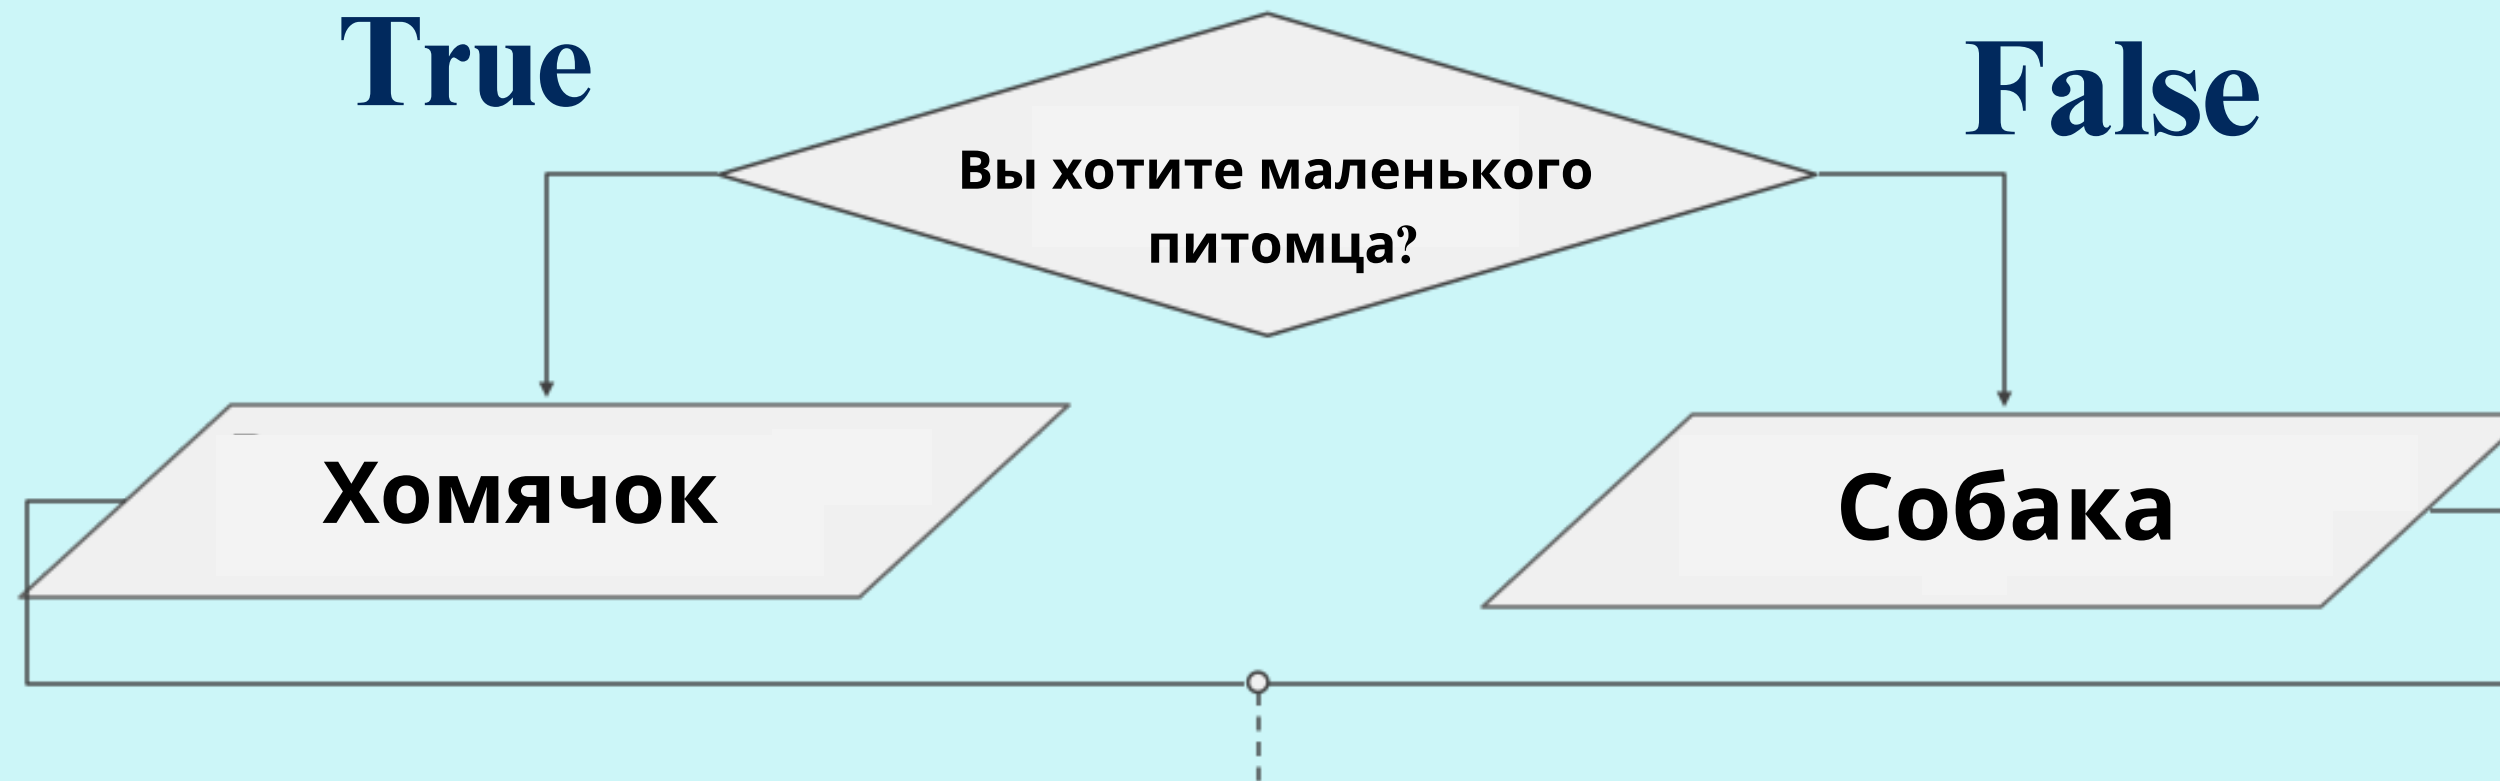 True
False
Вы хотите маленького
питомца?
Хомячок
Собака